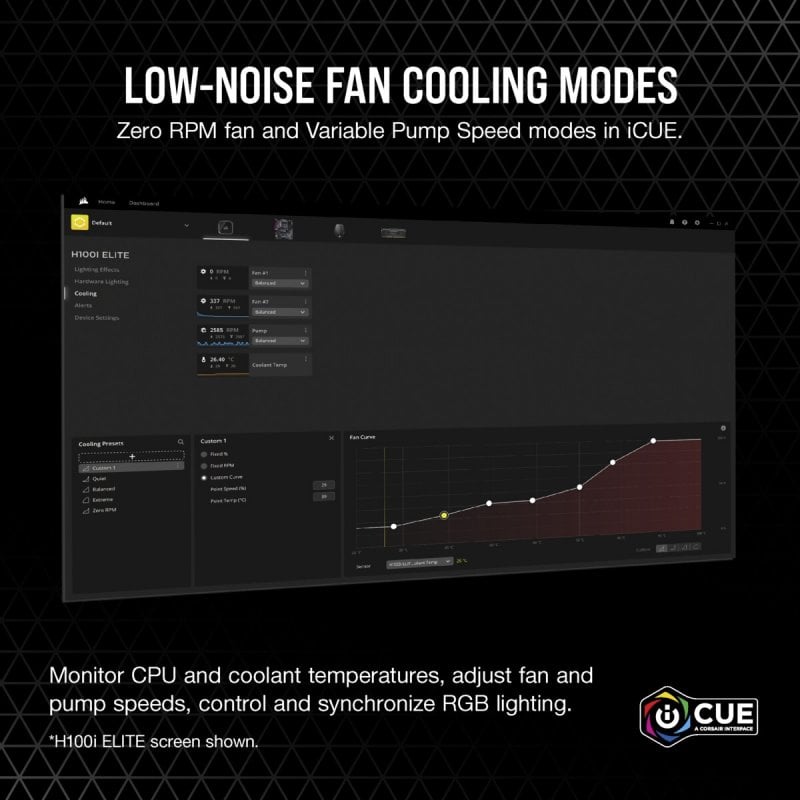 LOW-NOISE FAN COOLING MODES
Zero RPM fan and Variable Pump Speed modes in iCUE.
Home Dashboard
Default
H100I ELITE
Lighting Effects
Hardware Lighting
Cooling
Alerts
Device Settings
0 RPM
Fan #1
Balanced
337 RPM
Fan #2
Balanced
2585 RPM
Pump
Balanced
26.40 °C
Coolant Temp
Cooling Presets
+
Custom 1
Quiet
Balanced
Extreme
Zero RPM
Custom 1
Fixed %
Fixed RPM
Custom Curve
Point Speed (%)
Point Temp (°C)
Fan Curve
Sensor
Monitor CPU and coolant temperatures, adjust fan and
pump speeds, control and synchronize RGB lighting.
*H100i ELITE screen shown.
iCUE
A CORSAIR INTERFACE